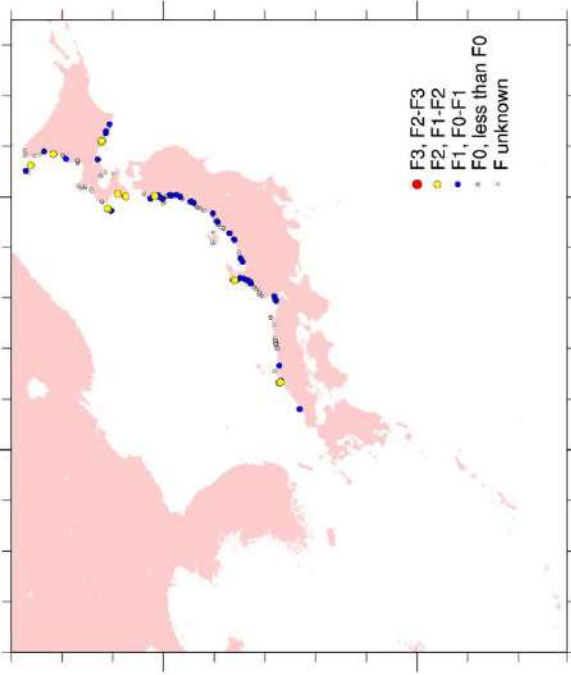 F3, F2-F3
F2, F1-F2
F1, F0-F1
F0, less than F0
F unknown